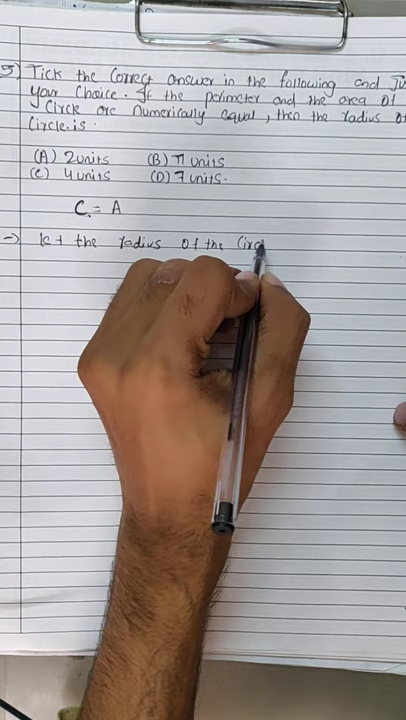 5) Tick the Correct answer in the following and Ju
your Choice. If the perimeter and the area of
Circle are numerically equal, then the radius of
Circle is.
(A) 2units (B) π units
(C) 4 units (D) 7 units.
C = A
→ let the radius of the Circ